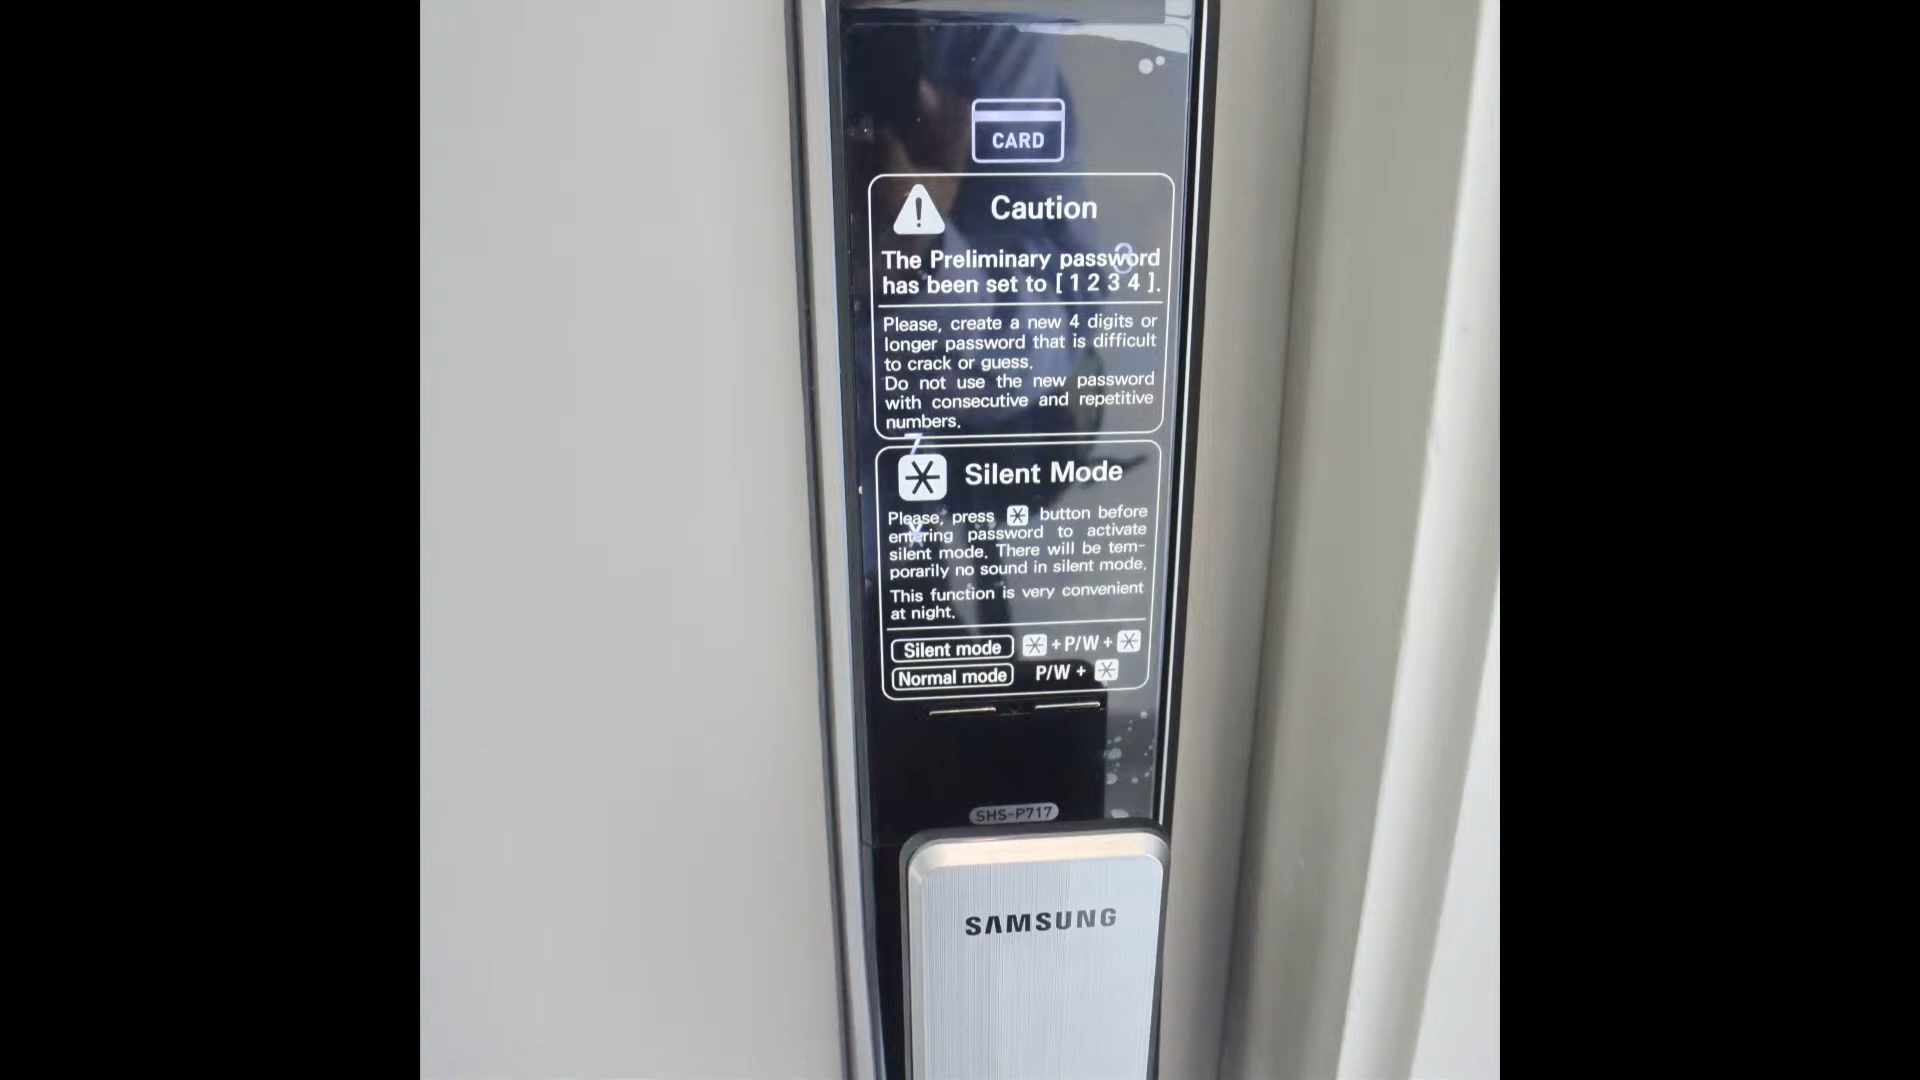 CARD
Caution
3
The Preliminary password
has been set to [ 1 2 3 4 ].
Please, create a new 4 digits or
longer password that is difficult
to crack or guess.
Do not use the new password
with consecutive and repetitive
numbers.
7
* Silent Mode
Please, press * button before
*
entering password to activate
silent mode. There will be tem-
porarily no sound in silent mode.
This function is very convenient
at night.
Silent mode * + P/W + *
Normal mode P/W + *
SHS-P717
SAMSUNG